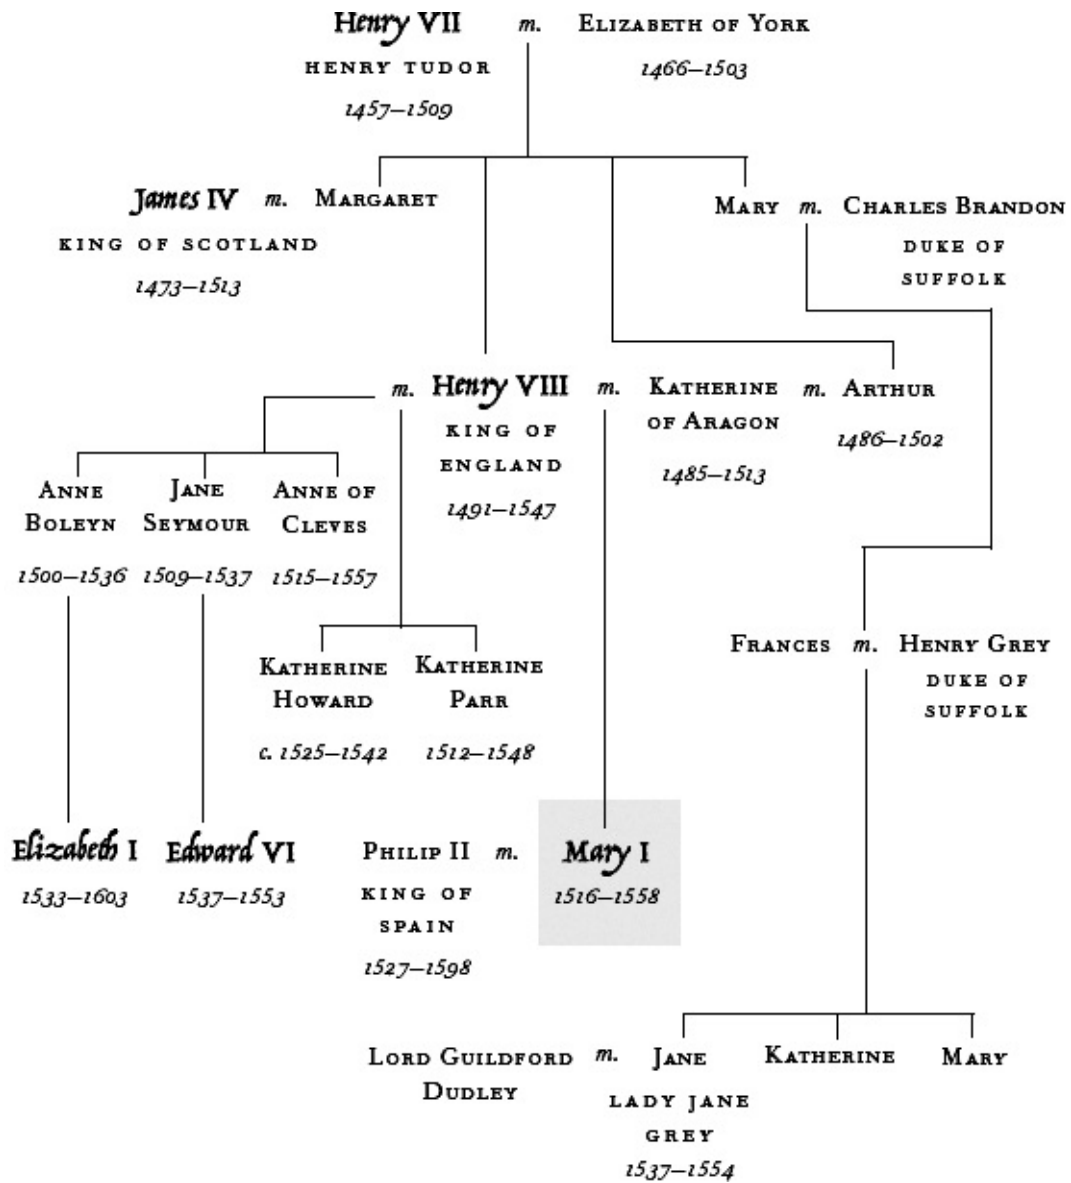 Henry VII m. Elizabeth of York
HENRY TUDOR
1466–1503
1457–1509
James IV m. Margaret
Mary m. Charles Brandon
KING OF SCOTLAND
DUKE OF
SUFFOLK
1473–1513
m. Henry VIII m. Katherine
of Aragon
m. Arthur
KING OF
ENGLAND
1486–1502
1485–1513
1491–1547
Anne
Boleyn
Jane
Seymour
Anne of
Cleves
1500–1536
1509–1537
1515–1557
Frances m. Henry Grey
DUKE OF
SUFFOLK
Katherine
Howard
Katherine
Parr
c. 1525–1542
1512–1548
Elizabeth I
1533–1603
Edward VI
1537–1553
Philip II m. Mary I
KING OF
SPAIN
1527–1598
1516–1558
Lord Guildford
Dudley
m. Jane
Katherine
Mary
LADY JANE
GREY
1537–1554